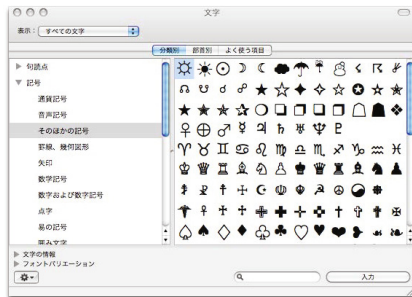 文字
表示： すべての文字
分類別 部首別 よく使う項目
句読点
記号
通貨記号
音声記号
そのほかの記号
罫線、幾何図形
矢印
数学記号
数字および数字記号
点字
易の記号
囲み文字
文字の情報
フォントバリエーション
入力